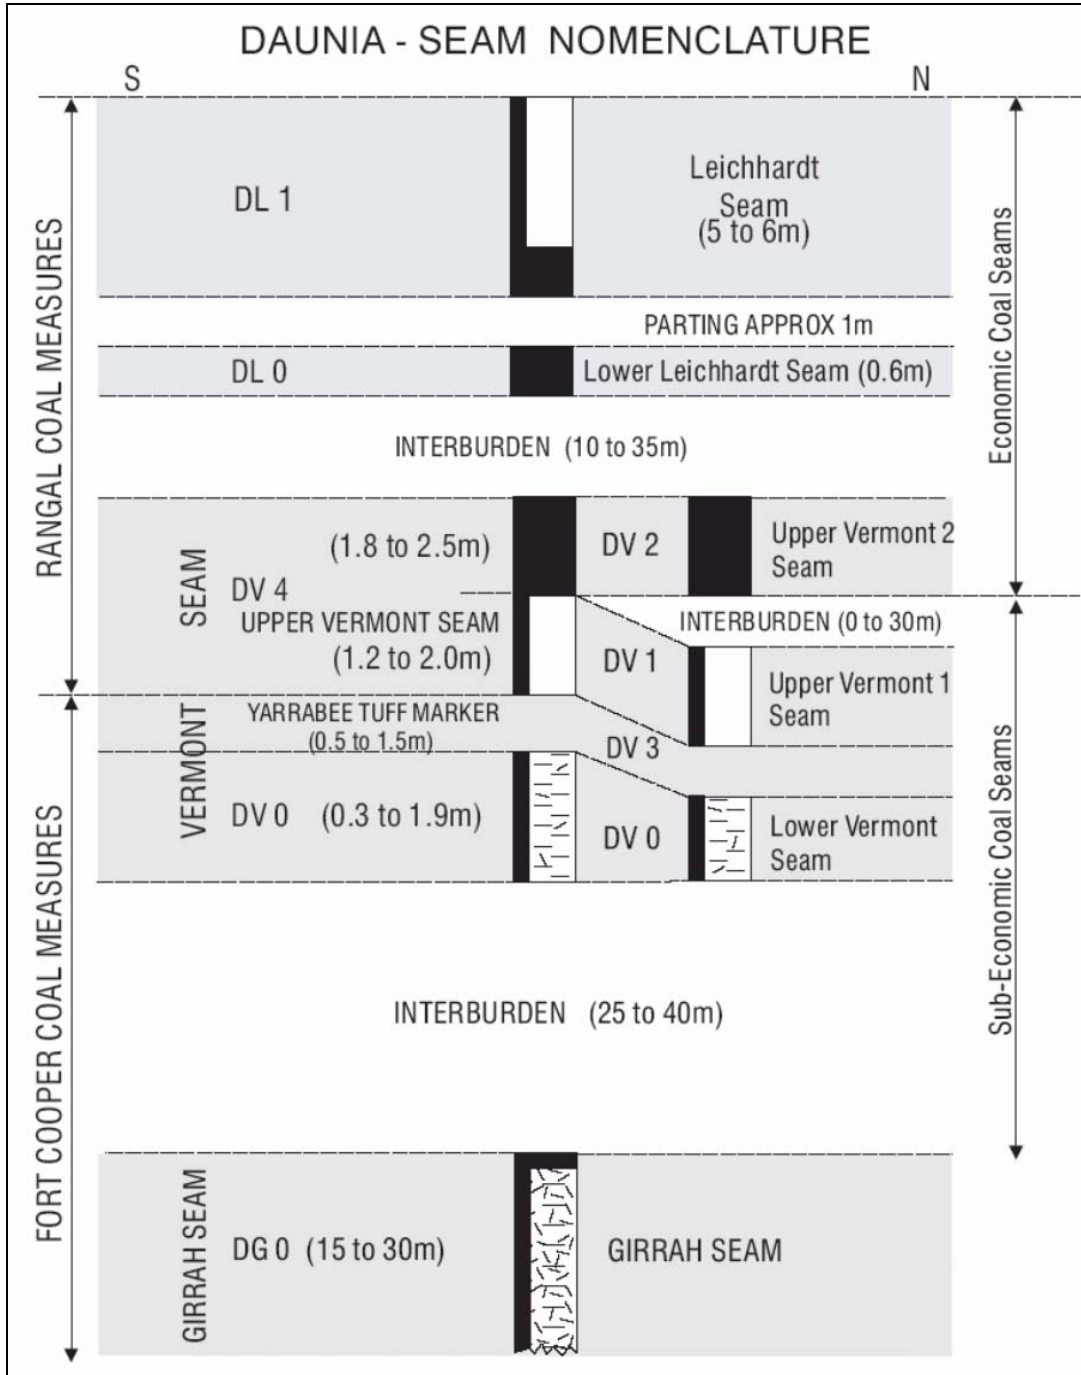 DAUNIA - SEAM NOMENCLATURE
S
N
RANGAL COAL MEASURES
DL 1
Leichhardt
Seam
(5 to 6m)
Economic Coal Seams
PARTING APPROX 1m
DL 0
Lower Leichhardt Seam (0.6m)
INTERBURDEN (10 to 35m)
SEAM
(1.8 to 2.5m)
DV 4
UPPER VERMONT SEAM
(1.2 to 2.0m)
DV 2
Upper Vermont 2
Seam
INTERBURDEN (0 to 30m)
DV 1
Upper Vermont 1
Seam
FORT COOPER COAL MEASURES
VERMONT
YARRABEE TUFF MARKER
(0.5 to 1.5m)
DV 3
DV 0 (0.3 to 1.9m)
DV 0
Lower Vermont
Seam
Sub-Economic Coal Seams
INTERBURDEN (25 to 40m)
GIRRAH SEAM
DG 0 (15 to 30m)
GIRRAH SEAM